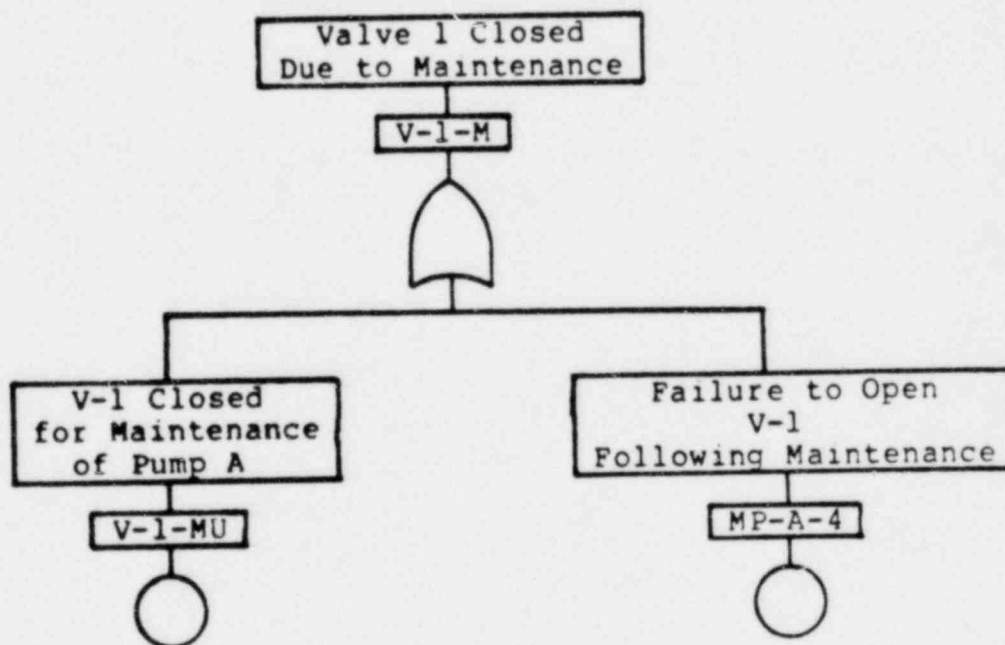 Valve 1 Closed
Due to Maintenance
V-1-M
V-1 Closed
for Maintenance
of Pump A
V-1-MU
Failure to Open
V-1
Following Maintenance
MP-A-4